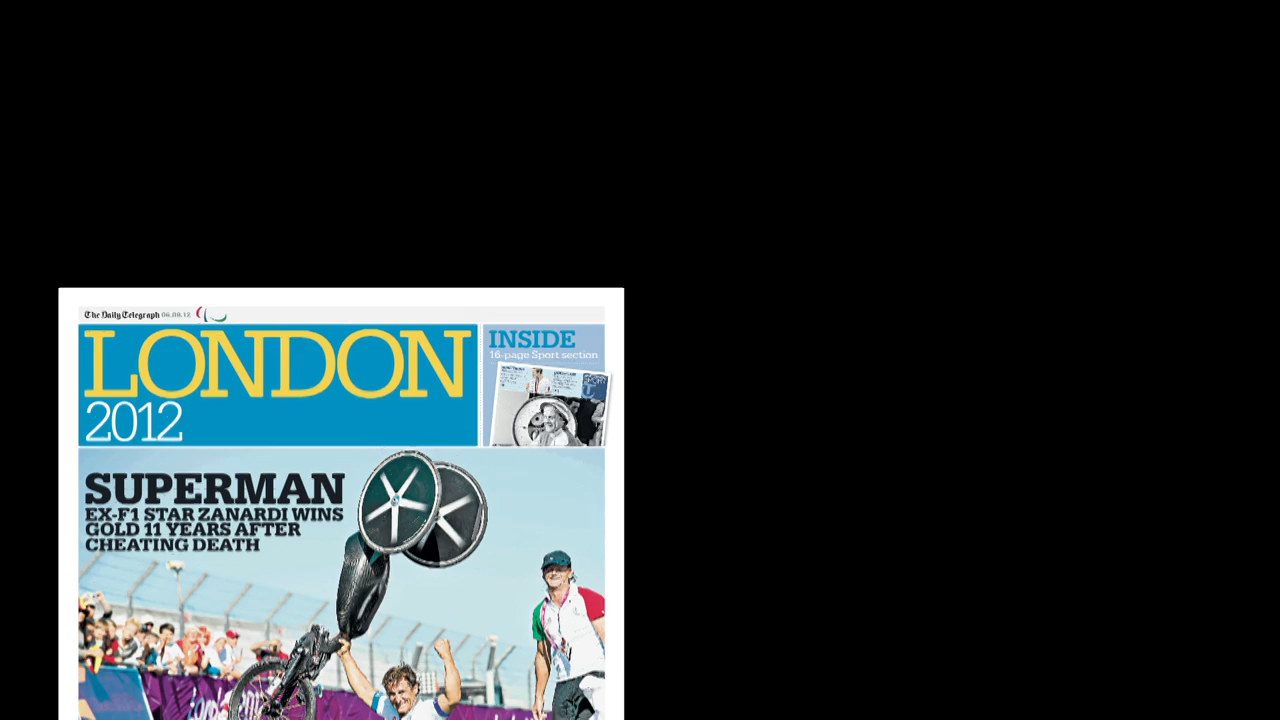 The Daily Telegraph 06.09.12
LONDON
2012
INSIDE
16-page Sport section
SPORT
SUPERMAN
EX-F1 STAR ZANARDI WINS
GOLD 11 YEARS AFTER
CHEATING DEATH